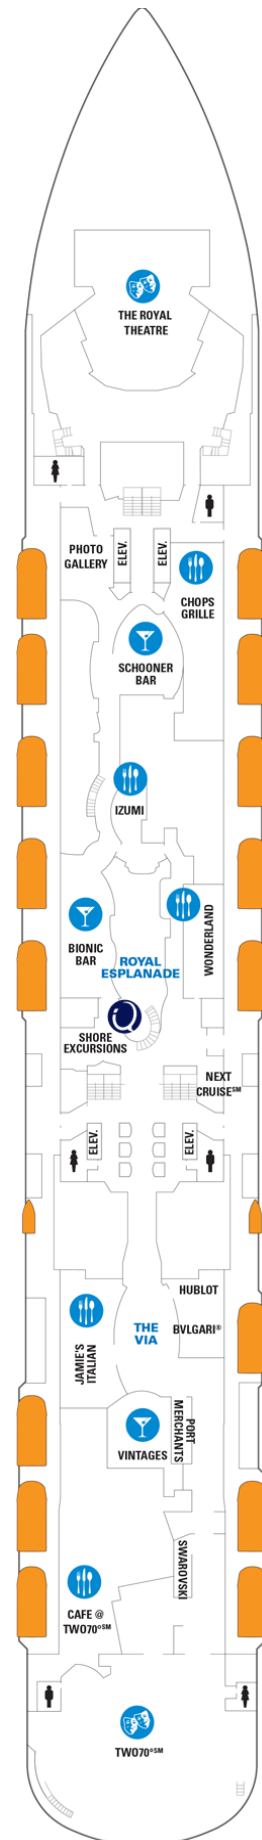 THE ROYAL
THEATRE
PHOTO
GALLERY
ELEV.
ELEV.
CHOPS
GRILLE
SCHOONER
BAR
IZUMI
WONDERLAND
BIONIC
BAR
ROYAL
ESPLANADE
SHORE
EXCURSIONS
NEXT
CRUISE℠
ELEV.
ELEV.
HUBLOT
THE
VIA
BVLGARI®
JAMIE'S
ITALIAN
PORT
MERCHANTS
VINTAGES
SWAROVSKI
CAFE @
TWO70°℠
TWO70°℠